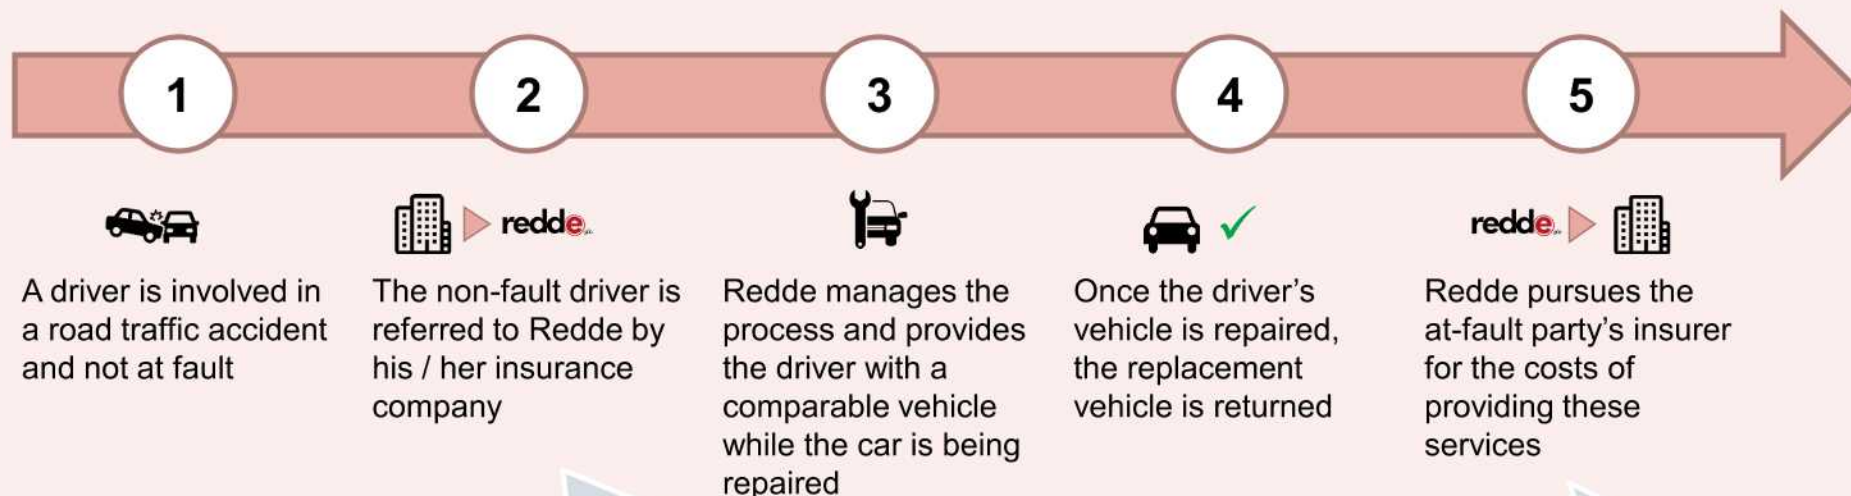 1
2
3
4
5
redde
redde
A driver is involved in
a road traffic accident
and not at fault
The non-fault driver is
referred to Redde by
his / her insurance
company
Redde manages the
process and provides
the driver with a
comparable vehicle
while the car is being
repaired
Once the driver's
vehicle is repaired,
the replacement
vehicle is returned
Redde pursues the
at-fault party's insurer
for the costs of
providing these
services